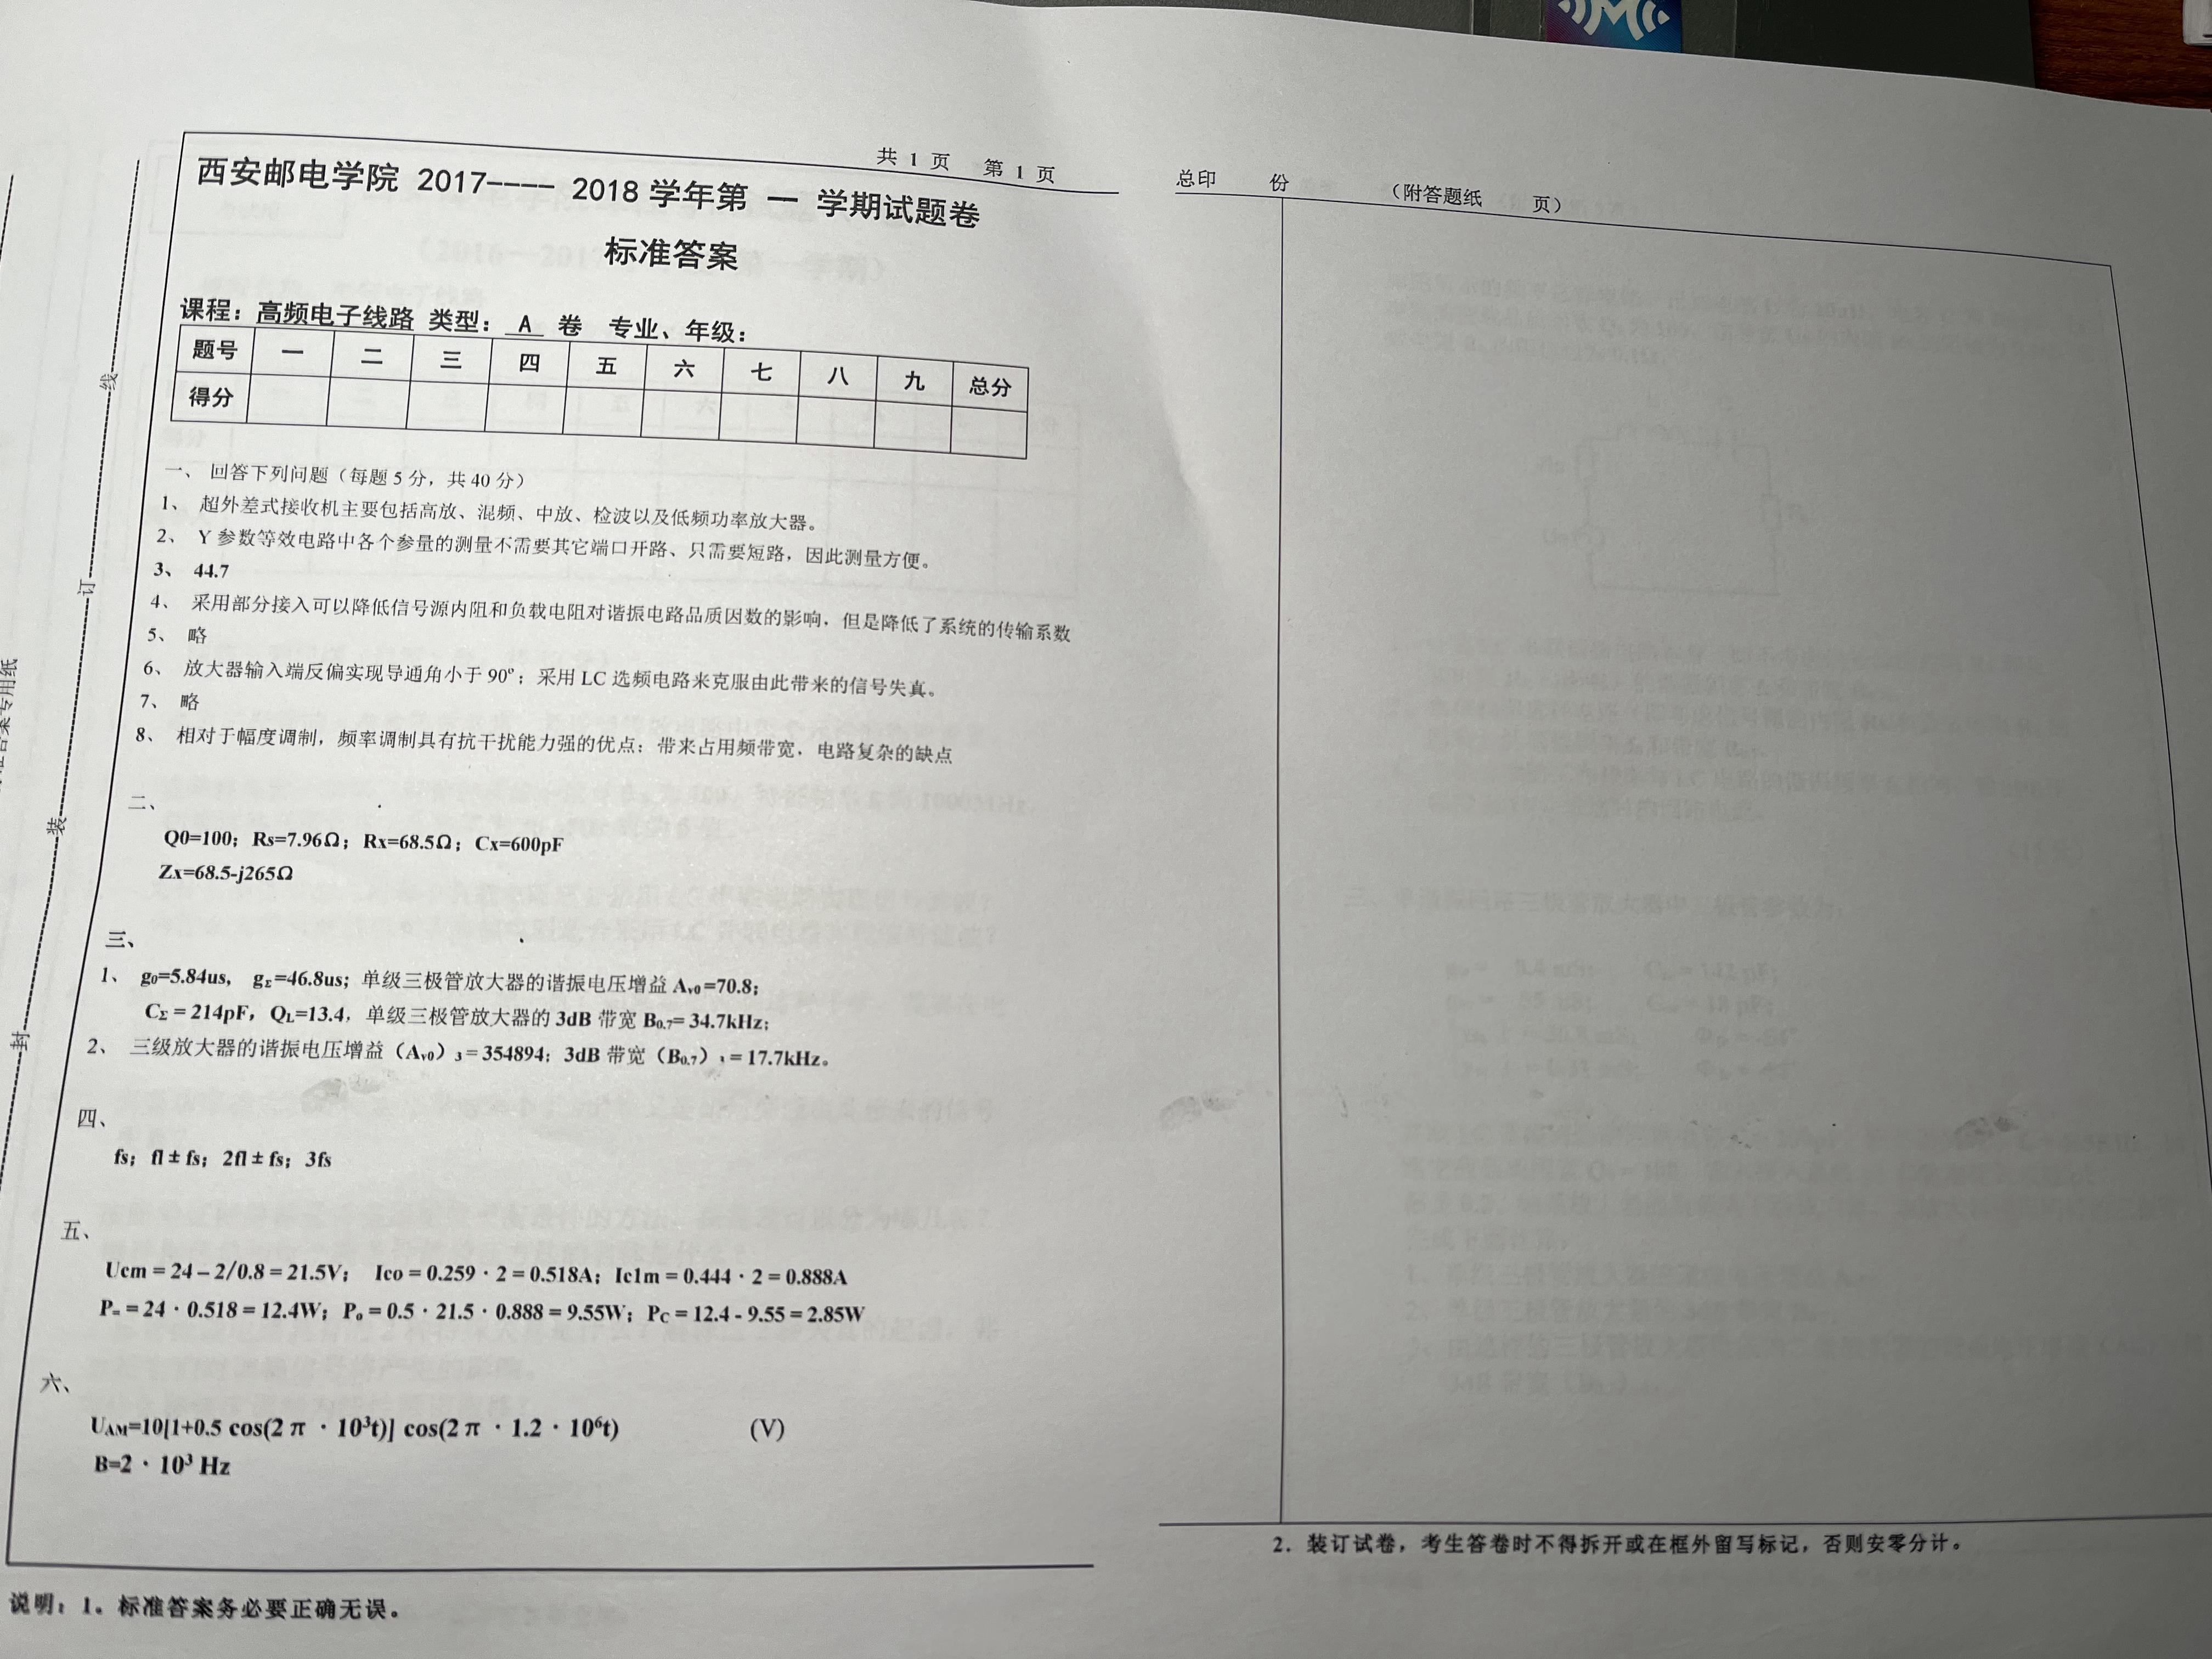 共 1 页 第 1 页
西安邮电学院 2017---- 2018 学年第 一 学期试题卷
标准答案
课程：高频电子线路 类型： A 卷 专业、年级：
题号 一 二 三 四 五 六 七 八 九 总分
得分
一、 回答下列问题（每题 5 分，共 40 分）
1、 超外差式接收机主要包括高放、混频、中放、检波以及低频功率放大器。
2、 Y 参数等效电路中各个参量的测量不需要其它端口开路、只需要短路，因此测量方便。
3、 44.7
4、 采用部分接入可以降低信号源内阻和负载电阻对谐振电路品质因数的影响，但是降低了系统的传输系数
5、 略
6、 放大器输入端反偏实现导通角小于 90°；采用 LC 选频电路来克服由此带来的信号失真。
7、 略
8、 相对于幅度调制，频率调制具有抗干扰能力强的优点；带来占用频带宽．电路复杂的缺点
二、
Q0=100；Rs=7.96Ω；Rx=68.5Ω；Cx=600pF
Zx=68.5-j265Ω
三、
1、 g₀=5.84us, g_Σ=46.8us；单级三极管放大器的谐振电压增益 Av0=70.8；
C_Σ = 214pF，Q_L=13.4，单级三极管放大器的 3dB 带宽 B0.7= 34.7kHz；
2、 三级放大器的谐振电压增益（Av0）₃ = 354894；3dB 带宽（B0.7）₃ = 17.7kHz。
四、
fs；fl ± fs；2fl ± fs；3fs
五、
Ucm = 24 – 2/0.8 = 21.5V； Ico = 0.259 · 2 = 0.518A；Ic1m = 0.444 · 2 = 0.888A
P₌ = 24 · 0.518 = 12.4W；Pₒ = 0.5 · 21.5 · 0.888 = 9.55W；P_C = 12.4 - 9.55 = 2.85W
六、
U_AM=10[1+0.5 cos(2 π · 10³t)] cos(2 π · 1.2 · 10⁶t) (V)
B=2 · 10³ Hz
说明：1。标准答案务必要正确无误。
线
订
装
封
总印 份 （附答题纸 页）
2．装订试卷，考生答卷时不得拆开或在框外留写标记，否则安零分计。
答案专用纸